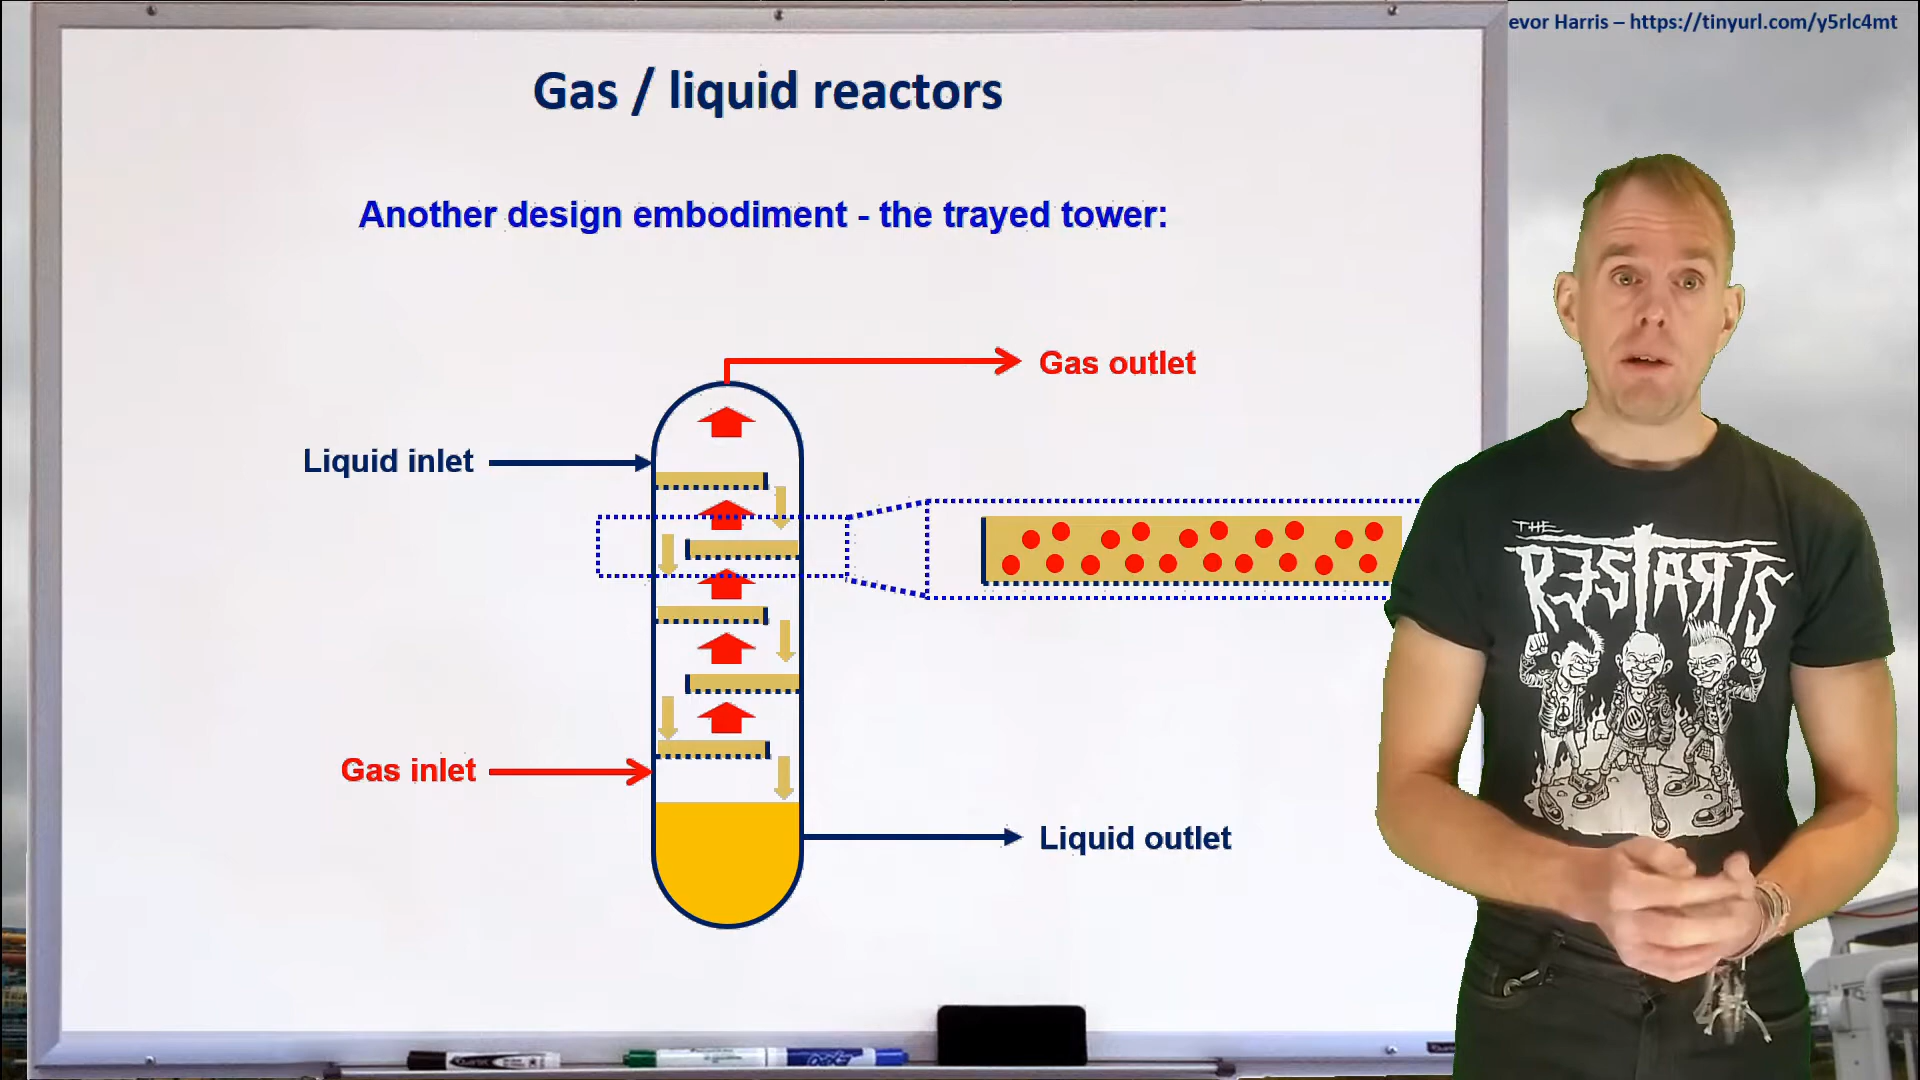 evor Harris – https://tinyurl.com/y5rlc4mt
Gas / liquid reactors
Another design embodiment - the trayed tower:
Gas outlet
Liquid inlet
Gas inlet
Liquid outlet
THE
RESTARTS